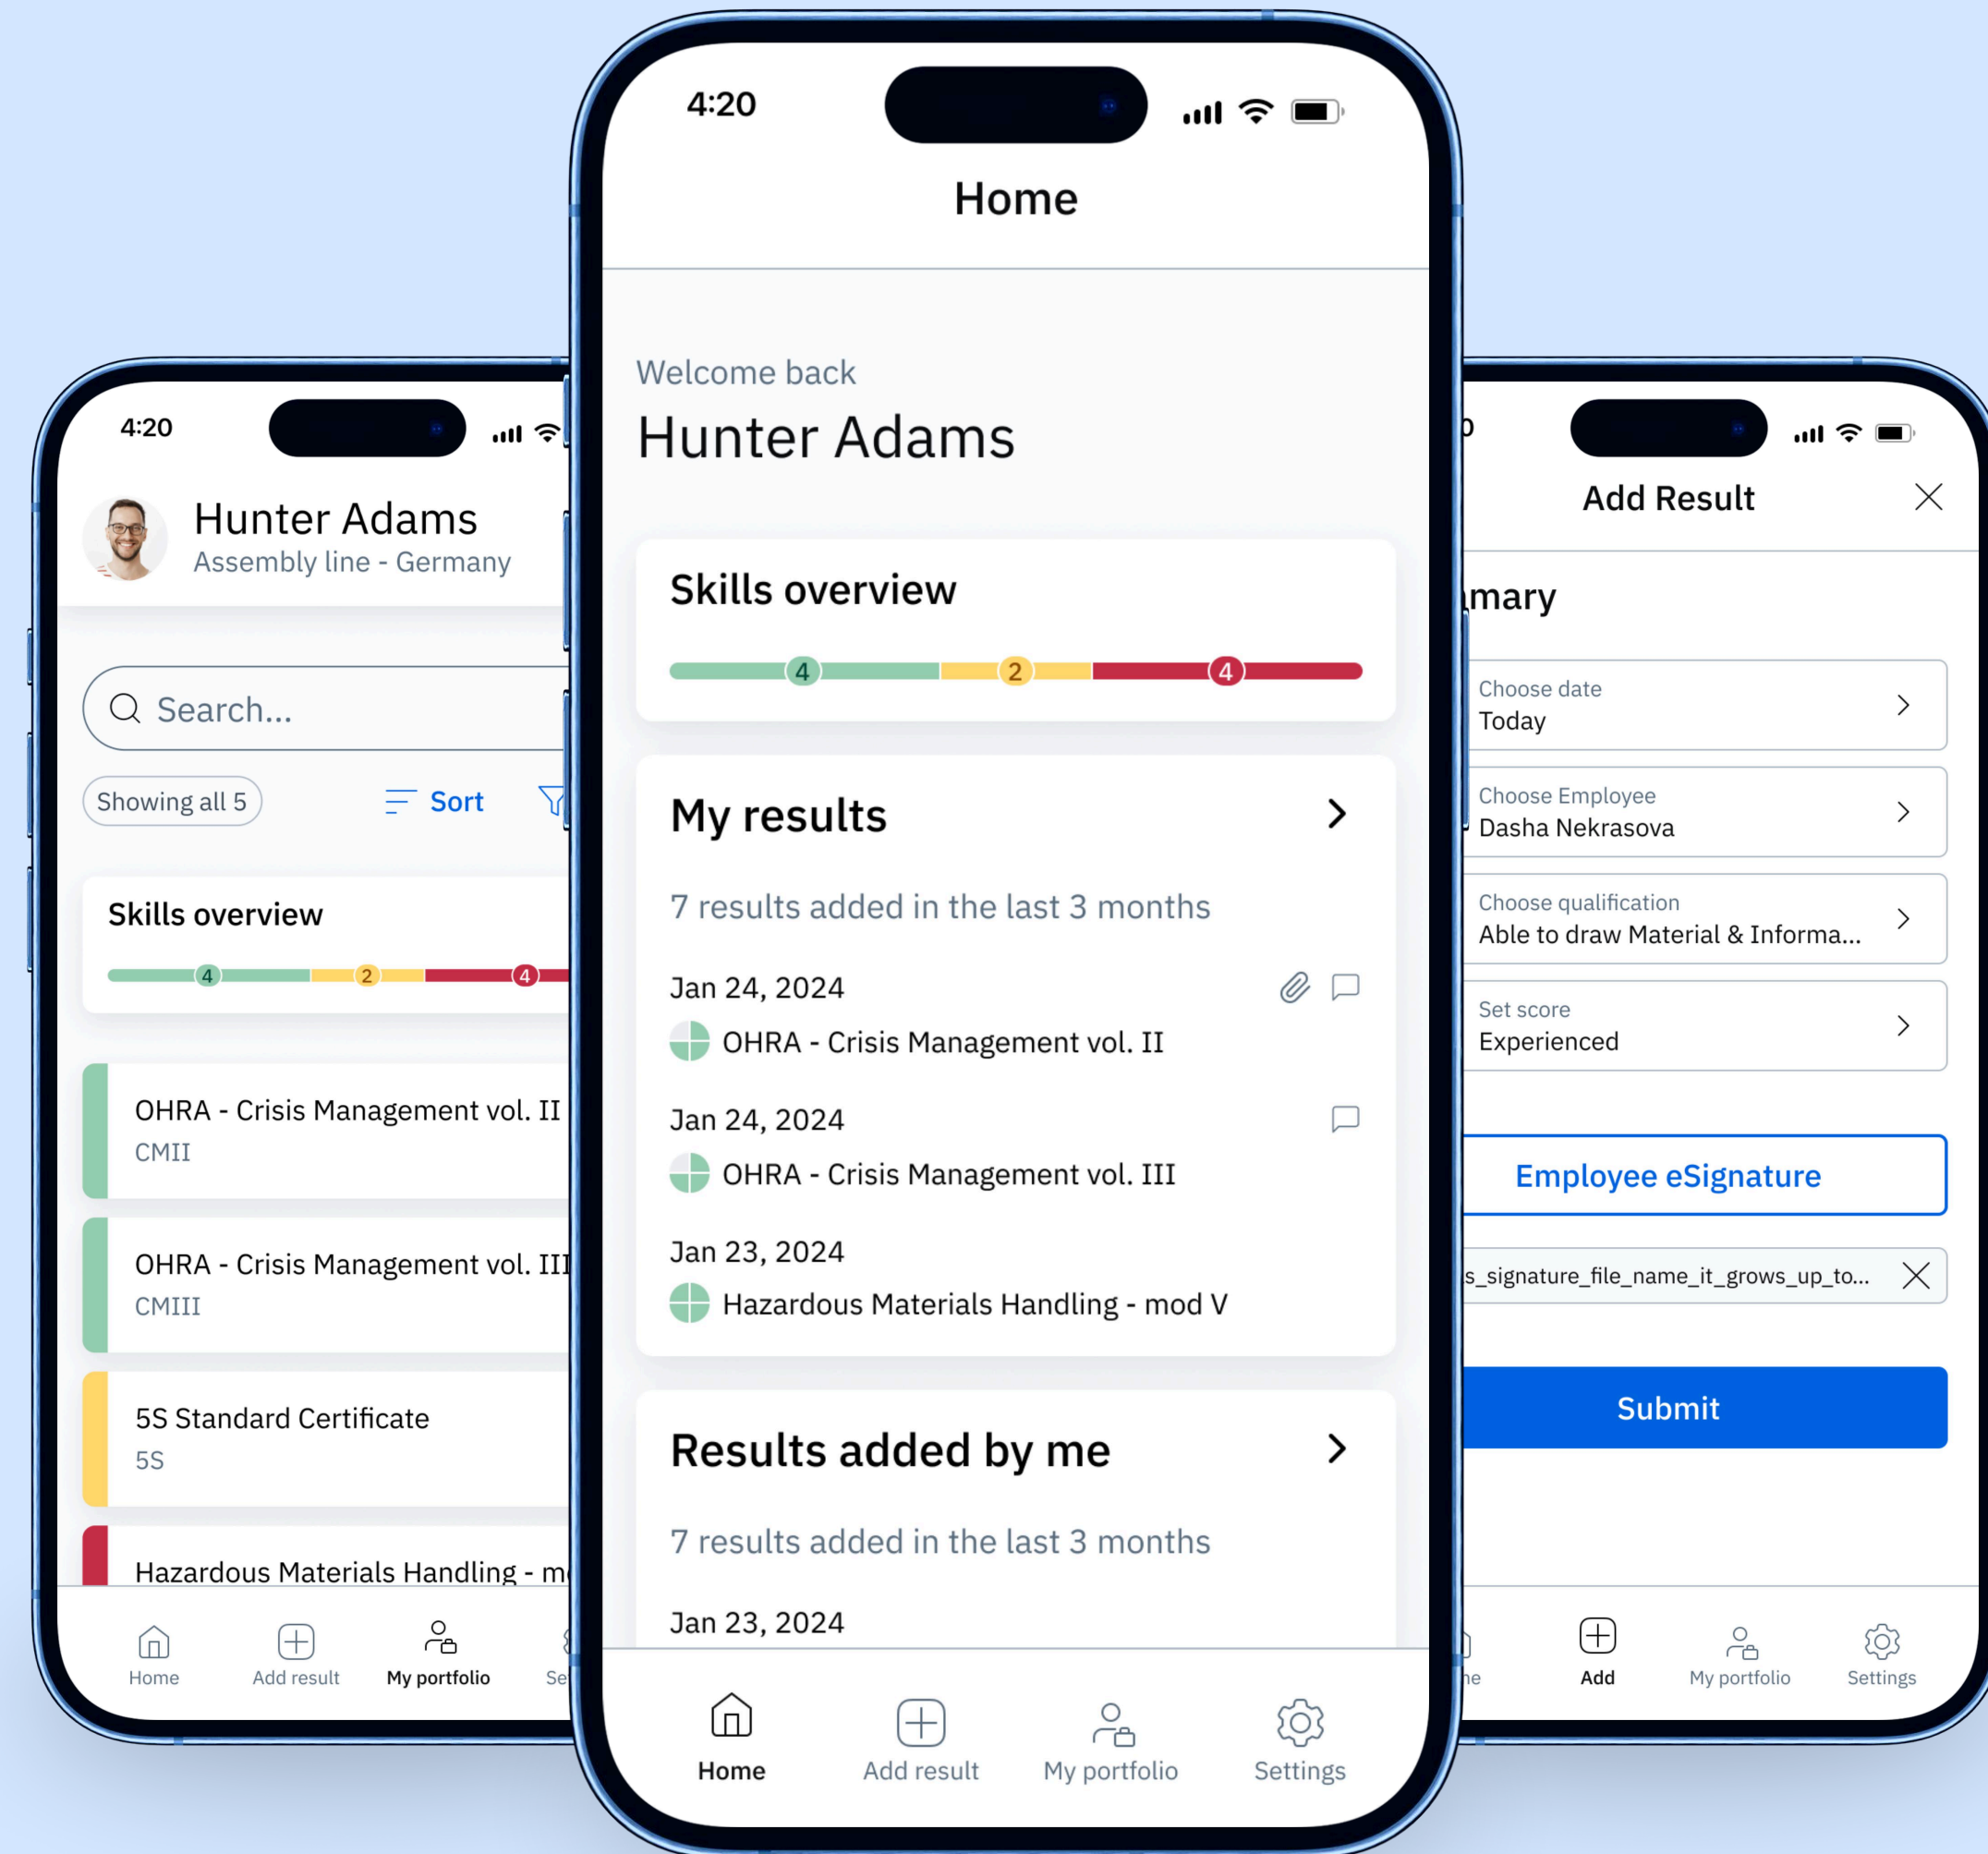 4:20
Hunter Adams
Assembly line - Germany
Search...
Showing all 5
Sort
Skills overview
4
2
4
OHRA - Crisis Management vol. II
CMII
OHRA - Crisis Management vol. III
CMIII
5S Standard Certificate
5S
Hazardous Materials Handling - m
Home
Add result
My portfolio
Se
4:20
Home
Welcome back
Hunter Adams
Skills overview
4
2
4
My results
7 results added in the last 3 months
Jan 24, 2024
OHRA - Crisis Management vol. II
Jan 24, 2024
OHRA - Crisis Management vol. III
Jan 23, 2024
Hazardous Materials Handling - mod V
Results added by me
7 results added in the last 3 months
Jan 23, 2024
Home
Add result
My portfolio
Settings
0
Add Result
mary
Choose date
Today
Choose Employee
Dasha Nekrasova
Choose qualification
Able to draw Material & Informa...
Set score
Experienced
Employee eSignature
s_signature_file_name_it_grows_up_to...
Submit
ne
Add
My portfolio
Settings